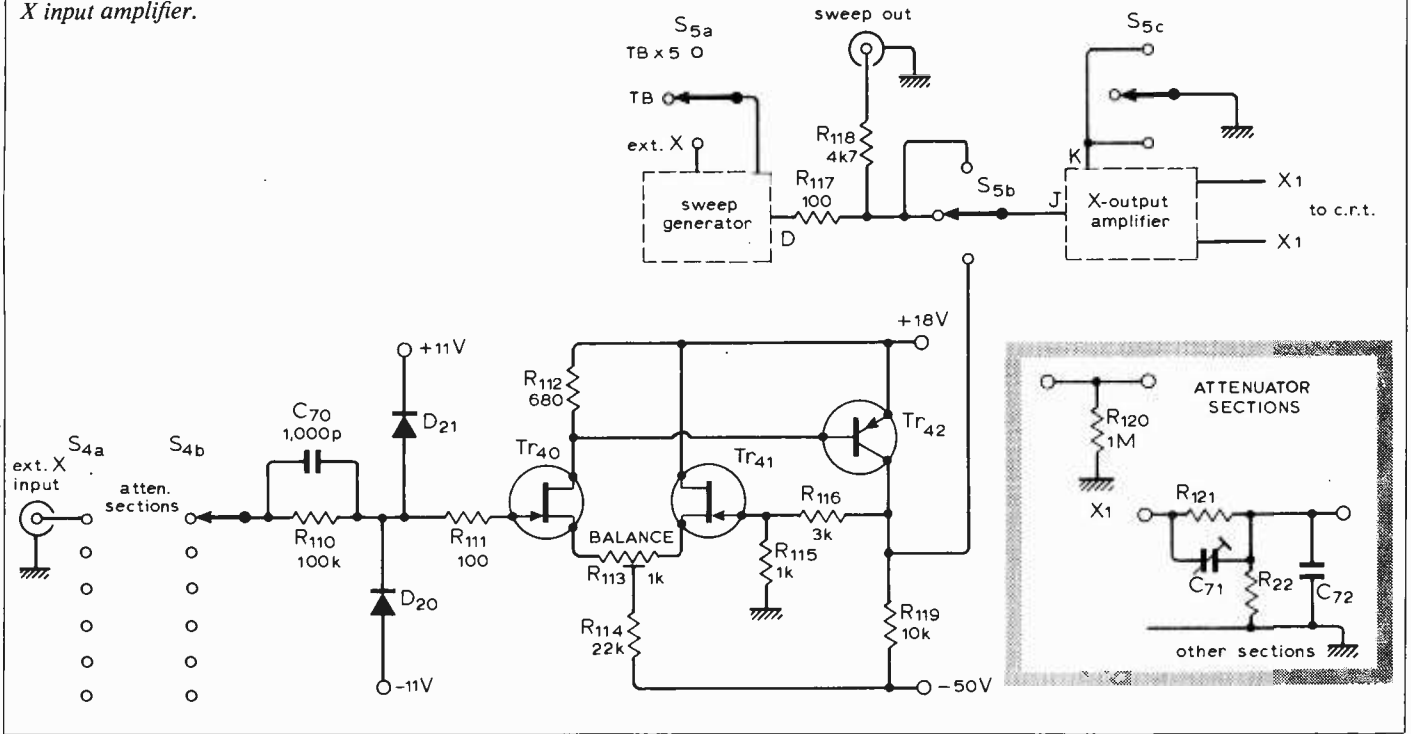 X input amplifier.
S5a
TB x 5
TB
ext. X
sweep generator
D
sweep out
R118
4k7
R117
100
S5b
S5c
K
J
X-output amplifier
X1
X1
to c.r.t.
+18V
+11V
R112
680
C70
1,000p
D21
Tr40
Tr41
Tr42
S4a
S4b
ext. X input
atten. sections
R110
100k
R111
100
BALANCE
R113
1k
R116
3k
R115
1k
D20
R114
22k
R119
10k
-11V
-50V
ATTENUATOR SECTIONS
R120
1M
R121
X1
C71
R22
C72
other sections